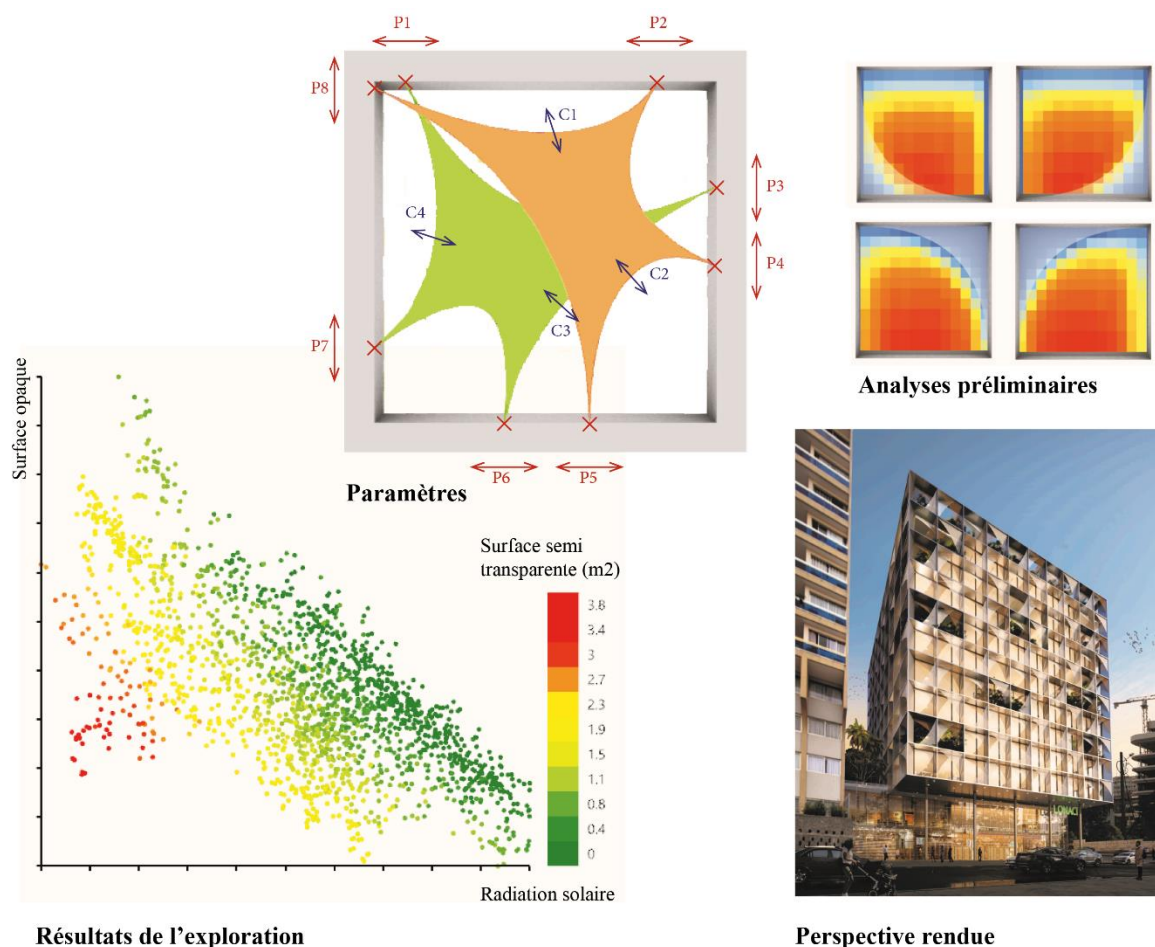 P1
P2
P8
C1
P3
C4
P4
C2
C3
P7
P6
P5
Paramètres
Analyses préliminaires
Surface opaque
Surface semi
transparente (m2)
3.8
3.4
3
2.7
2.3
1.9
1.5
1.1
0.8
0.4
0
Radiation solaire
Résultats de l’exploration
LONACI
Perspective rendue